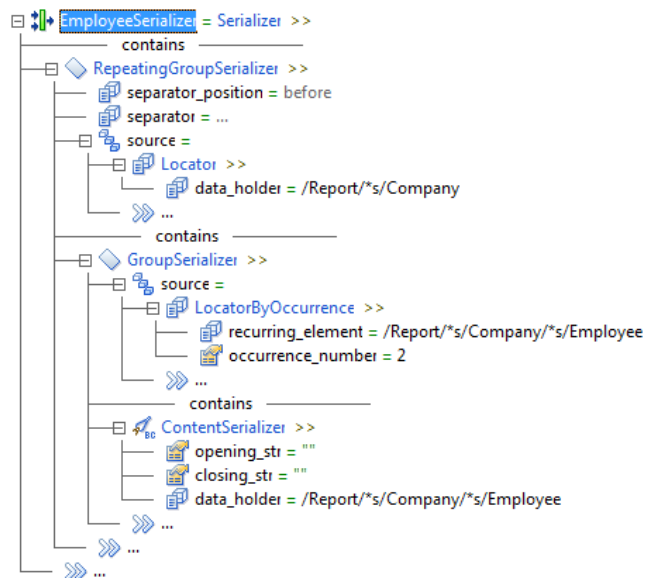 EmployeeSerializer = Serializer >>
contains
RepeatingGroupSerializer >>
separator_position = before
separator = ...
source =
Locator >>
data_holder = /Report/*s/Company
...
contains
GroupSerializer >>
source =
LocatorByOccurrence >>
recurring_element = /Report/*s/Company/*s/Employee
occurrence_number = 2
...
contains
BC ContentSerializer >>
opening_str = ""
closing_str = ""
data_holder = /Report/*s/Company/*s/Employee
...
...
...